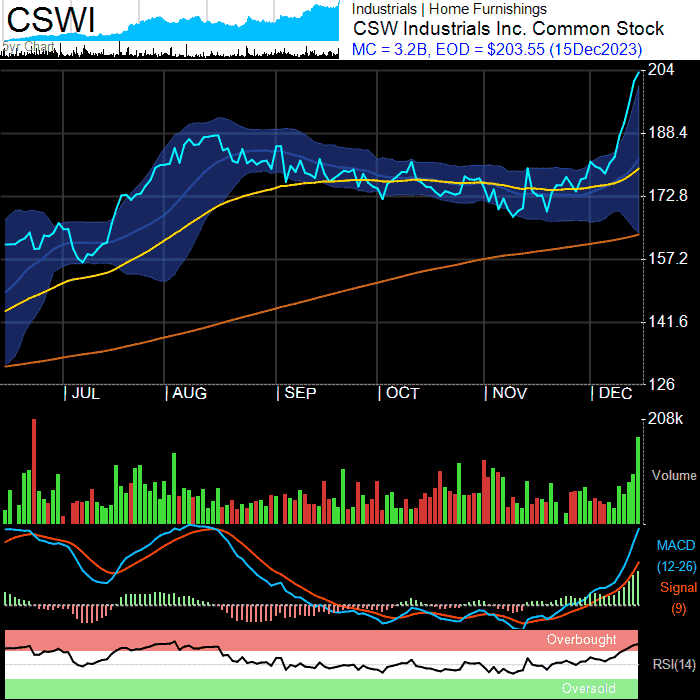 CSWI
5yr Chart
Industrials | Home Furnishings
CSW Industrials Inc. Common Stock
MC = 3.2B, EOD = $203.55 (15Dec2023)
204
188.4
172.8
157.2
141.6
126
JUL
AUG
SEP
OCT
NOV
DEC
208k
Volume
MACD
(12-26)
Signal
(9)
Overbought
RSI(14)
Oversold